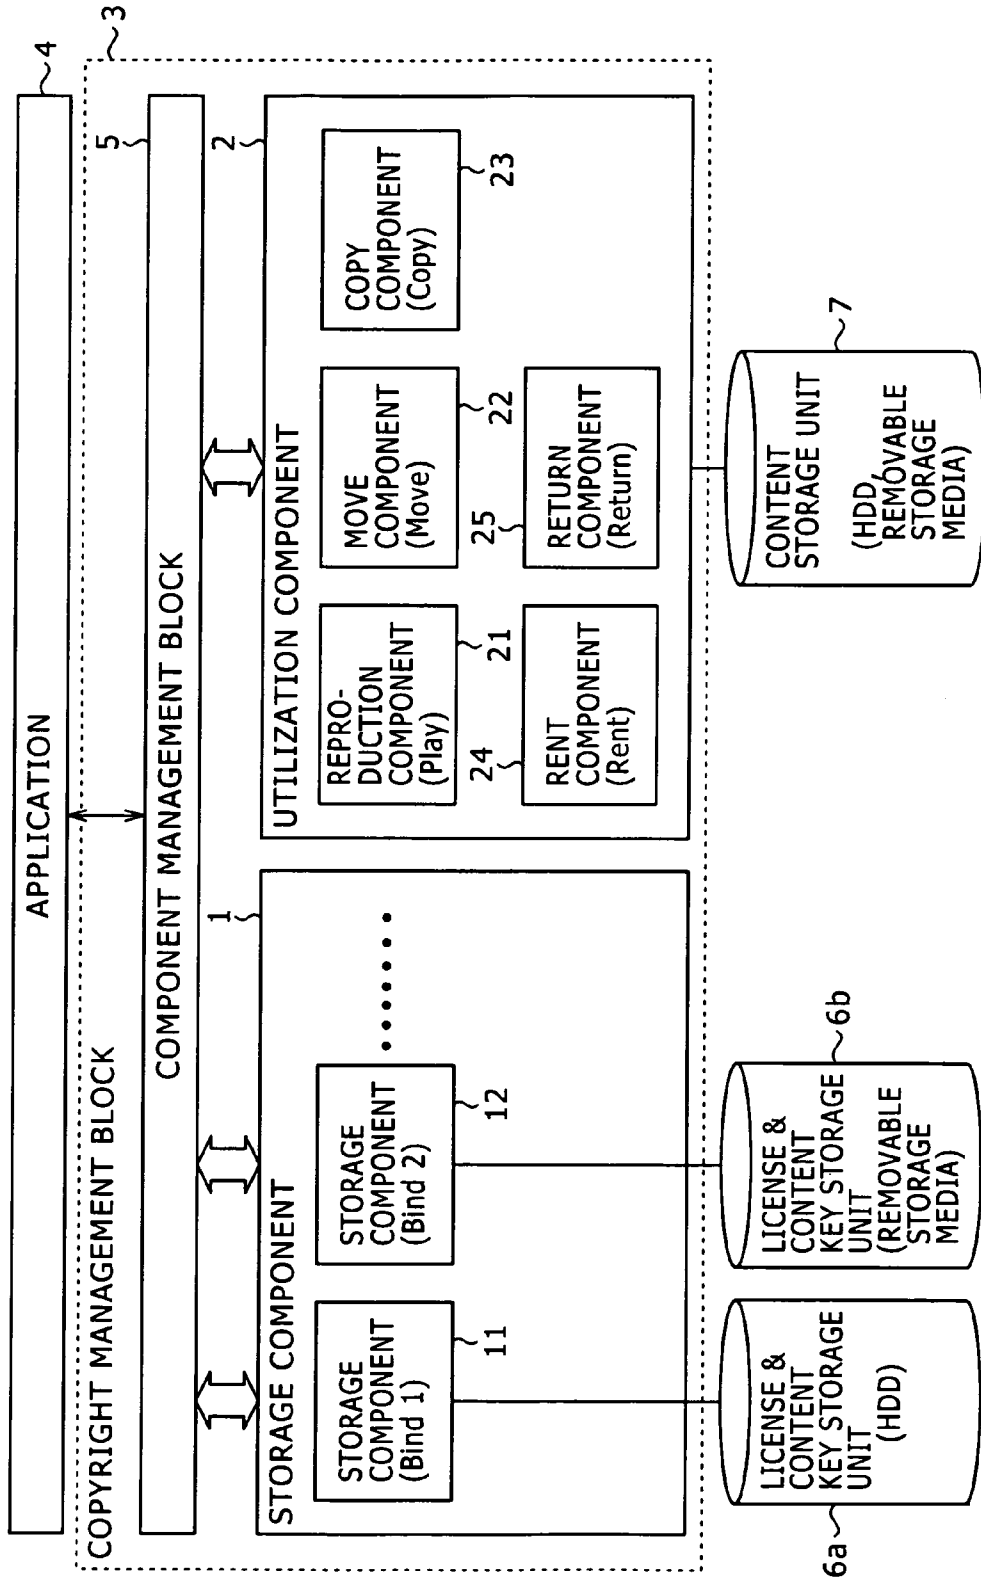 APPLICATION
4
COPYRIGHT MANAGEMENT BLOCK
3
COMPONENT MANAGEMENT BLOCK
5
STORAGE COMPONENT
1
STORAGE
COMPONENT
(Bind 1)
11
STORAGE
COMPONENT
(Bind 2)
12
UTILIZATION COMPONENT
2
REPRO-
DUCTION
COMPONENT
(Play)
21
MOVE
COMPONENT
(Move)
22
COPY
COMPONENT
(Copy)
23
24
RENT
COMPONENT
(Rent)
25
RETURN
COMPONENT
(Return)
6a
LICENSE &
CONTENT
KEY STORAGE
UNIT
(HDD)
6b
LICENSE &
CONTENT
KEY STORAGE
UNIT
(REMOVABLE
STORAGE
MEDIA)
7
CONTENT
STORAGE UNIT
(HDD,
REMOVABLE
STORAGE
MEDIA)